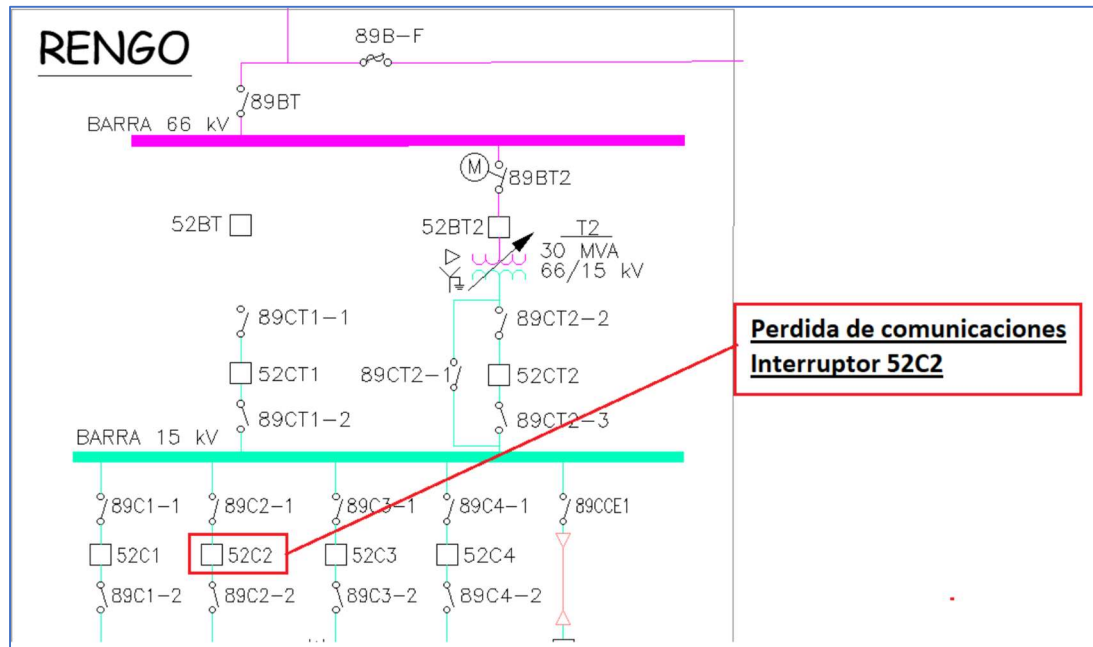 RENGO
89B-F
89BT
BARRA 66 kV
M
89BT2
52BT
52BT2
T2
30 MVA
66/15 kV
89CT1-1
89CT2-2
Perdida de comunicaciones
Interruptor 52C2
52CT1
89CT2-1
52CT2
89CT1-2
89CT2-3
BARRA 15 kV
89C1-1
89C2-1
89C3-1
89C4-1
89CCE1
52C1
52C2
52C3
52C4
89C1-2
89C2-2
89C3-2
89C4-2